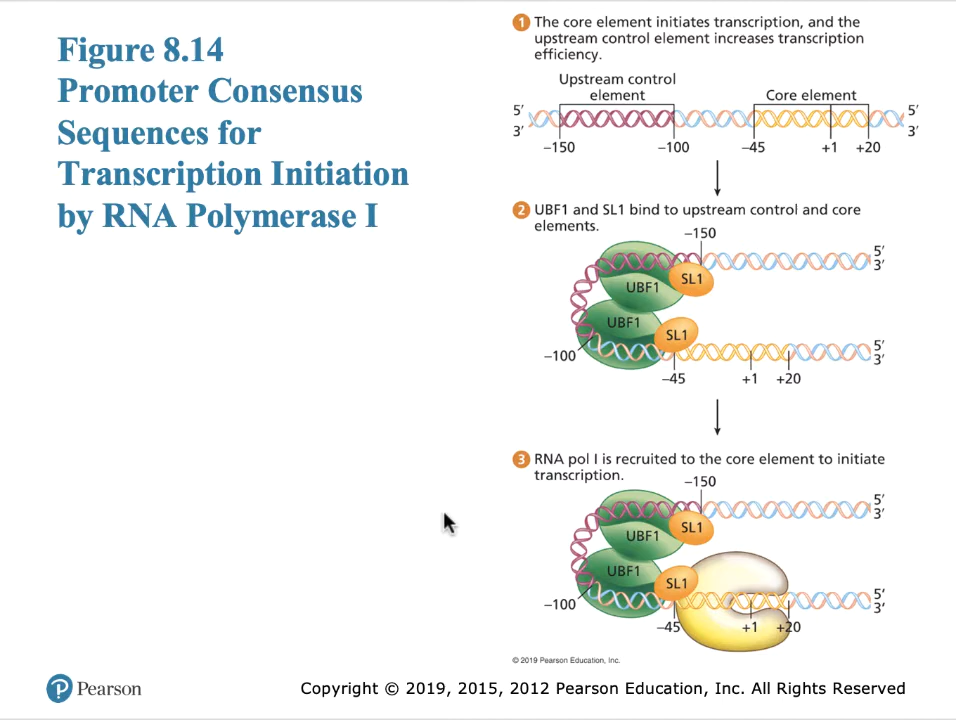 Figure 8.14
Promoter Consensus
Sequences for
Transcription Initiation
by RNA Polymerase I
1 The core element initiates transcription, and the
upstream control element increases transcription
efficiency.
Upstream control
element
Core element
5′ 5′
3′ 3′
−150 −100 −45 +1 +20
2 UBF1 and SL1 bind to upstream control and core
elements.
−150
5′
3′
SL1
UBF1
UBF1
SL1
−100
5′
3′
−45 +1 +20
3 RNA pol I is recruited to the core element to initiate
transcription.
−150
5′
3′
SL1
UBF1
UBF1
SL1
−100
5′
3′
−45 +1 +20
© 2019 Pearson Education, Inc.
P Pearson
Copyright © 2019, 2015, 2012 Pearson Education, Inc. All Rights Reserved